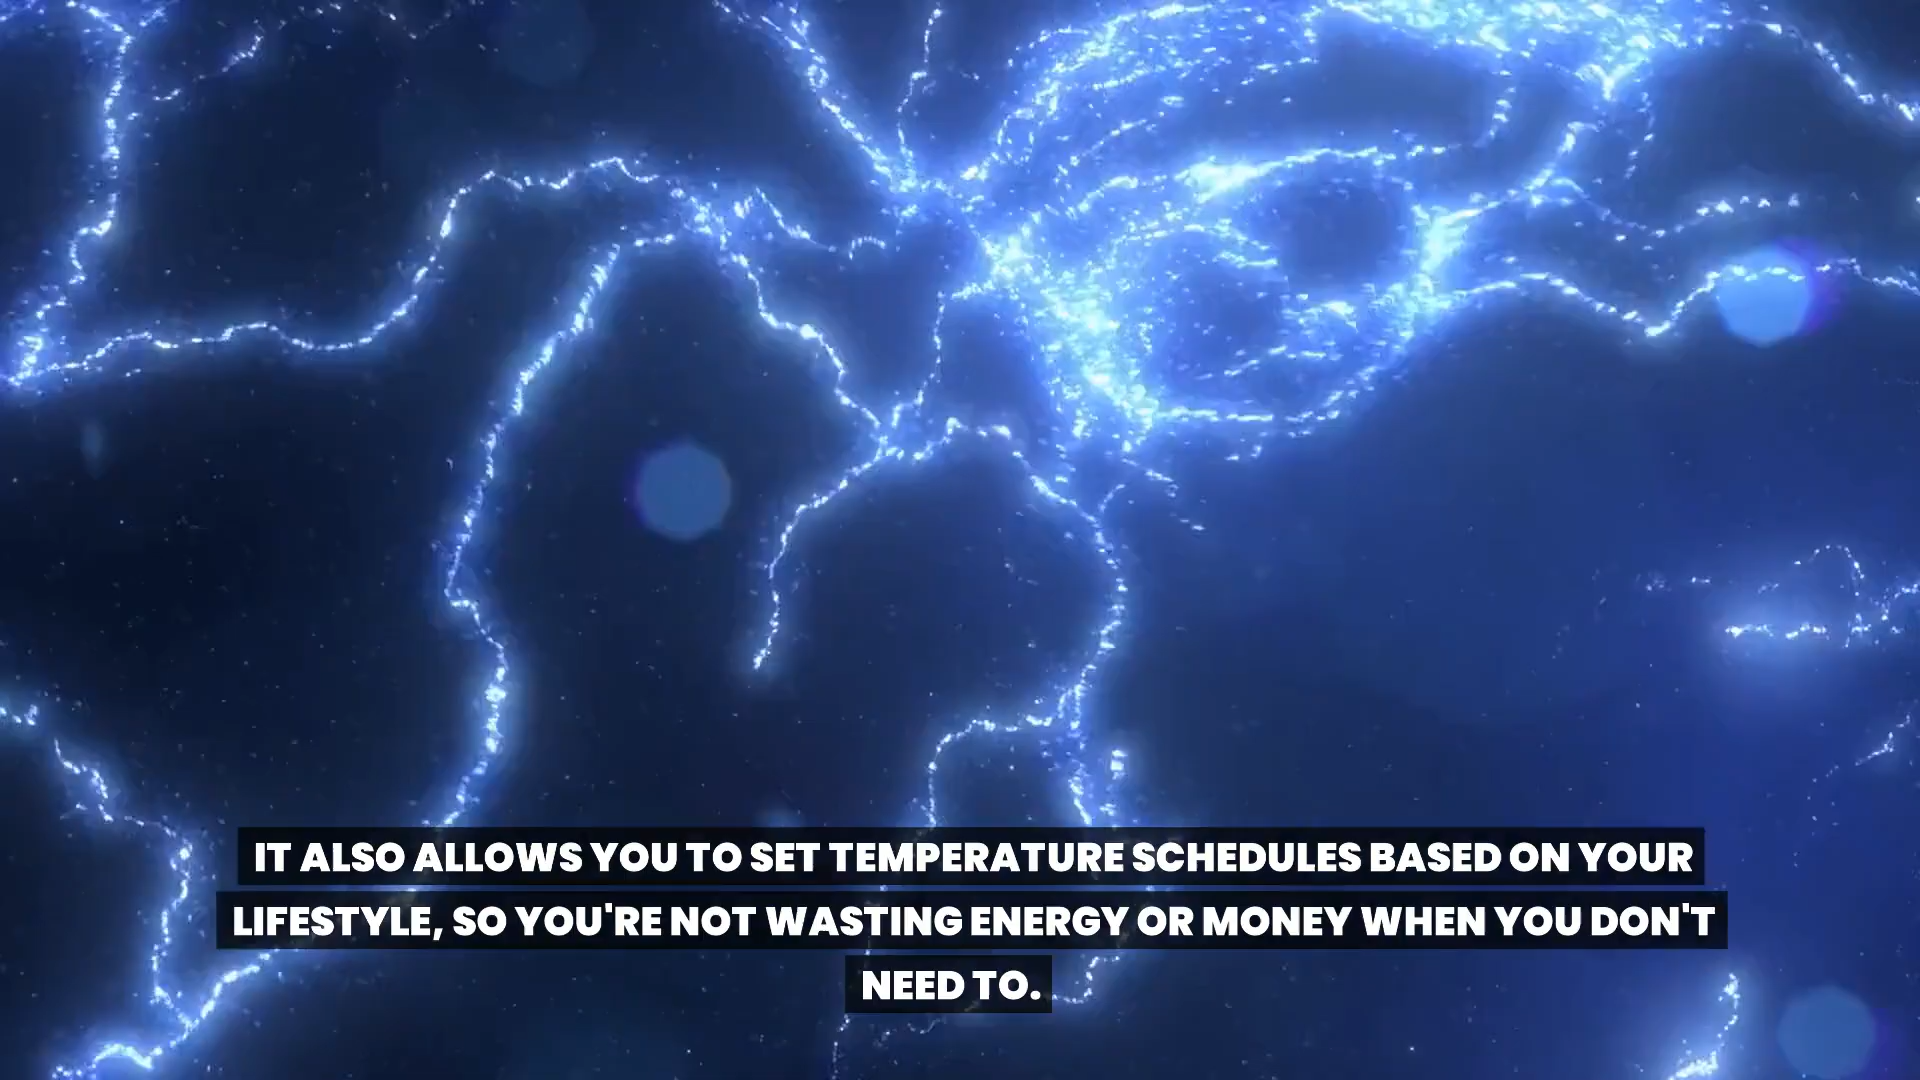 IT ALSO ALLOWS YOU TO SET TEMPERATURE SCHEDULES BASED ON YOUR
LIFESTYLE, SO YOU'RE NOT WASTING ENERGY OR MONEY WHEN YOU DON'T
NEED TO.